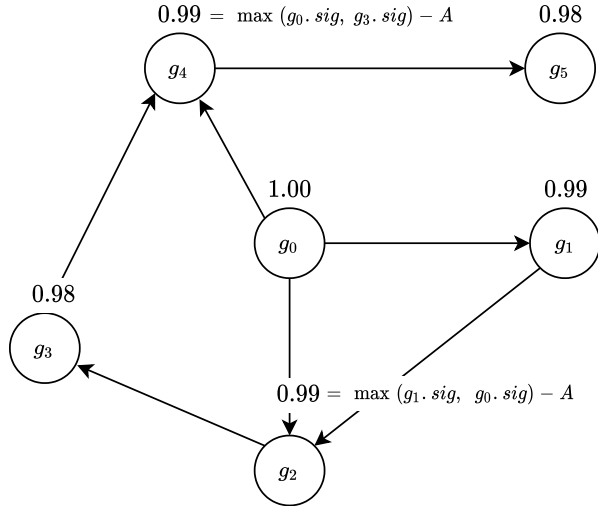 0.99 = max (g₀. sig, g₃. sig) − A
0.98
g₄
g₅
1.00
0.99
g₀
g₁
0.98
g₃
0.99 = max (g₁. sig, g₀. sig) − A
g₂